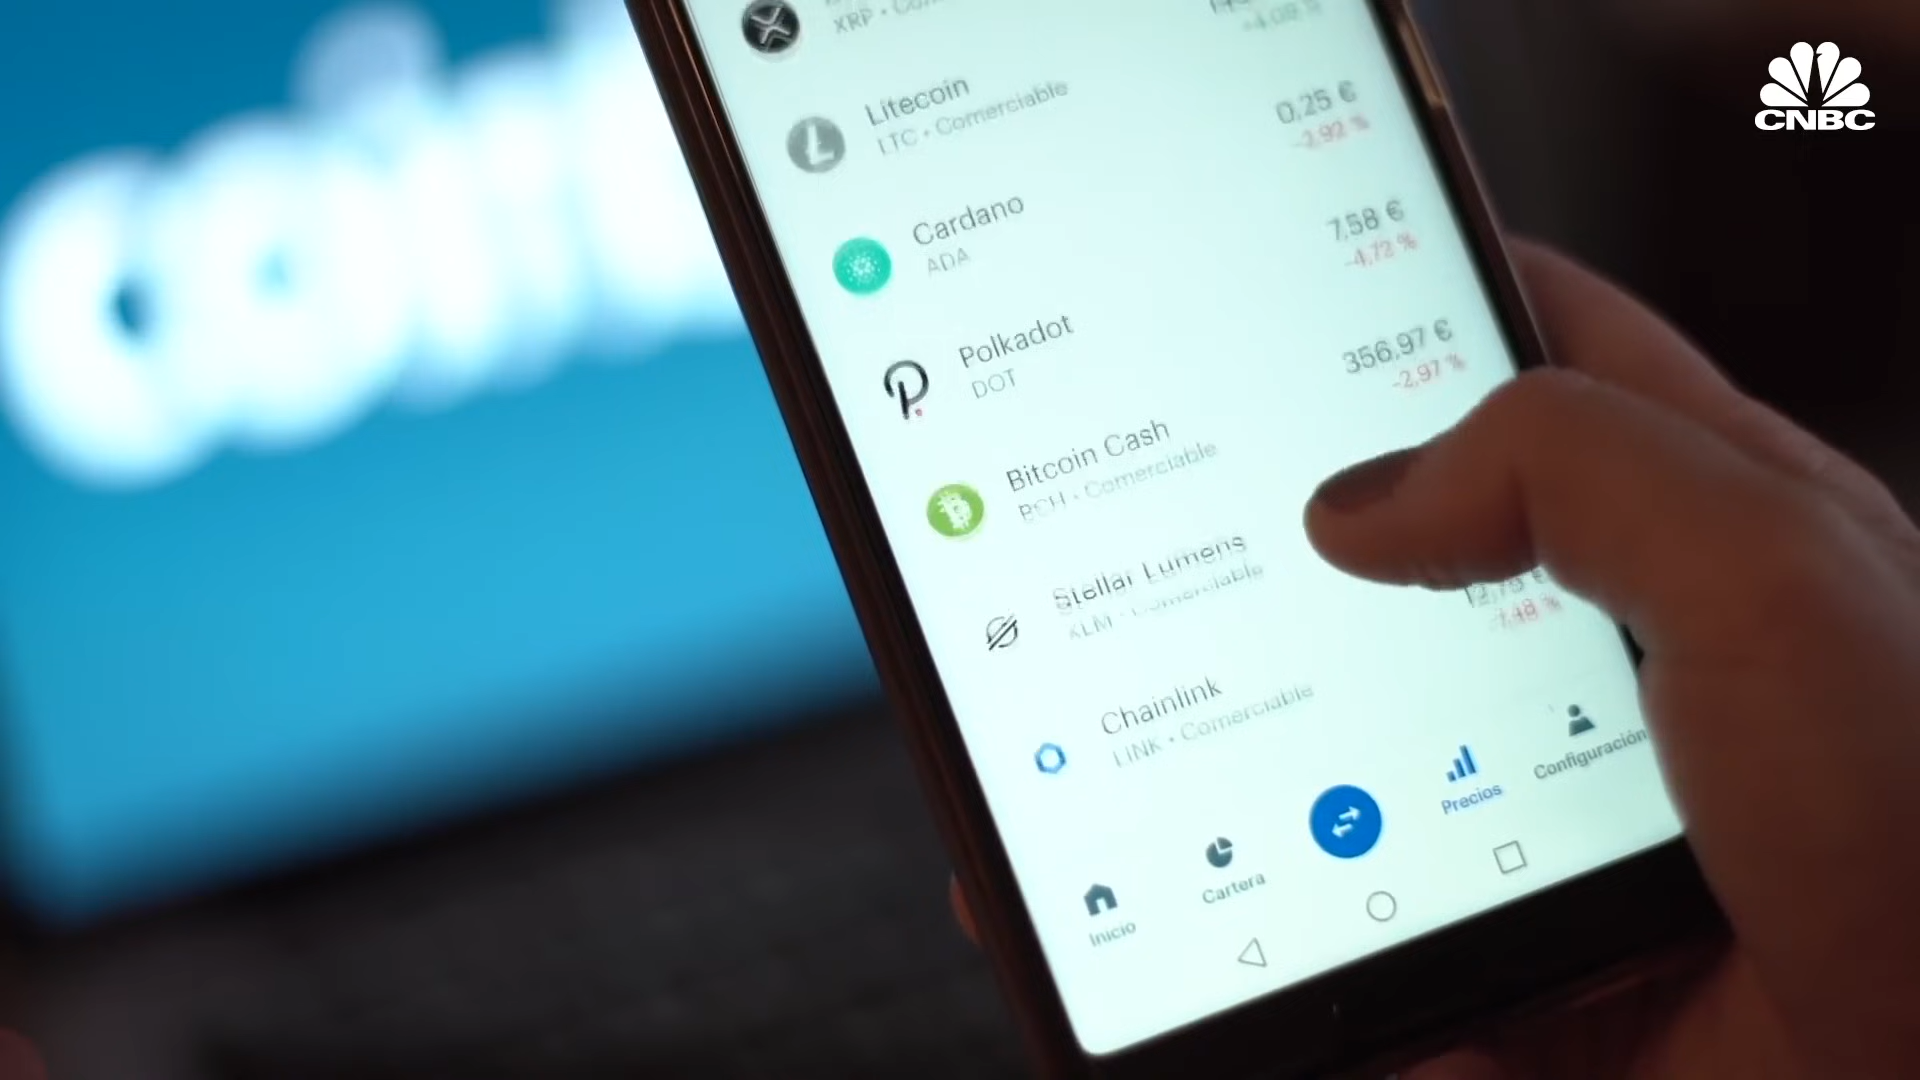 XRP
CNBC
Litecoin
LTC • Comerciable
0,25 €
-2,92 %
Cardano
ADA
7,58 €
-4,72 %
Polkadot
DOT
356,97 €
-2,97 %
Bitcoin Cash
BCH • Comerciable
Stellar Lumens
XLM • Comerciable
Chainlink
LINK • Comerciable
Inicio
Cartera
Precios
Configuración